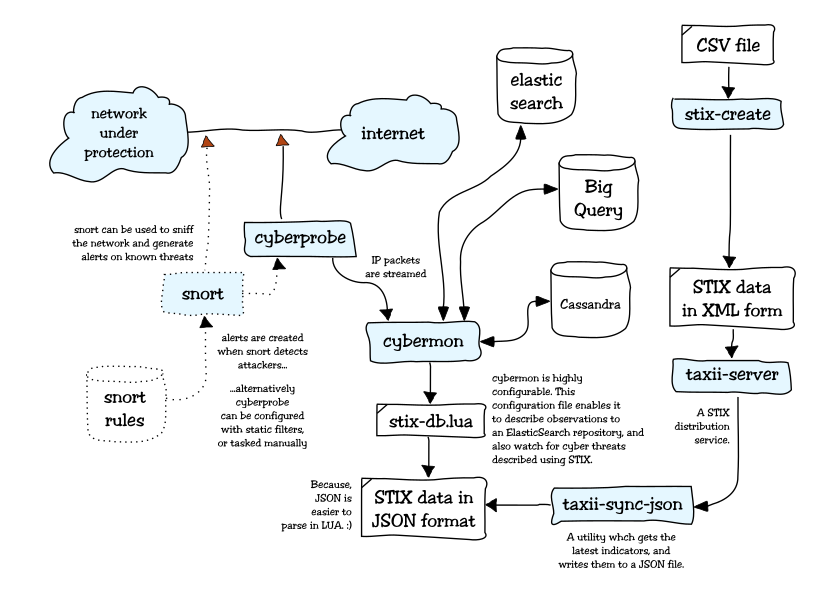 CSV file
elastic
search
stix-create
network
under
protection
internet
Big
Query
snort can be used to sniff
the network and generate
alerts on known threats
cyberprobe
IP packets
are streamed
snort
STIX data
in XML form
Cassandra
cybermon
alerts are created
when snort detects
attackers...
...alternatively
cyberprobe
can be configured
with static filters,
or tasked manually
snort
rules
taxii-server
cybermon is highly
configurable. This
configuration file enables it
to describe observations to
an ElasticSearch repository, and
also watch for cyber threats
described using STIX.
stix-db.lua
A STIX
distribution
service.
Because,
JSON is
easier to
parse in LUA. :)
STIX data in
JSON format
taxii-sync-json
A utility whch gets the
latest indicators, and
writes them to a JSON file.